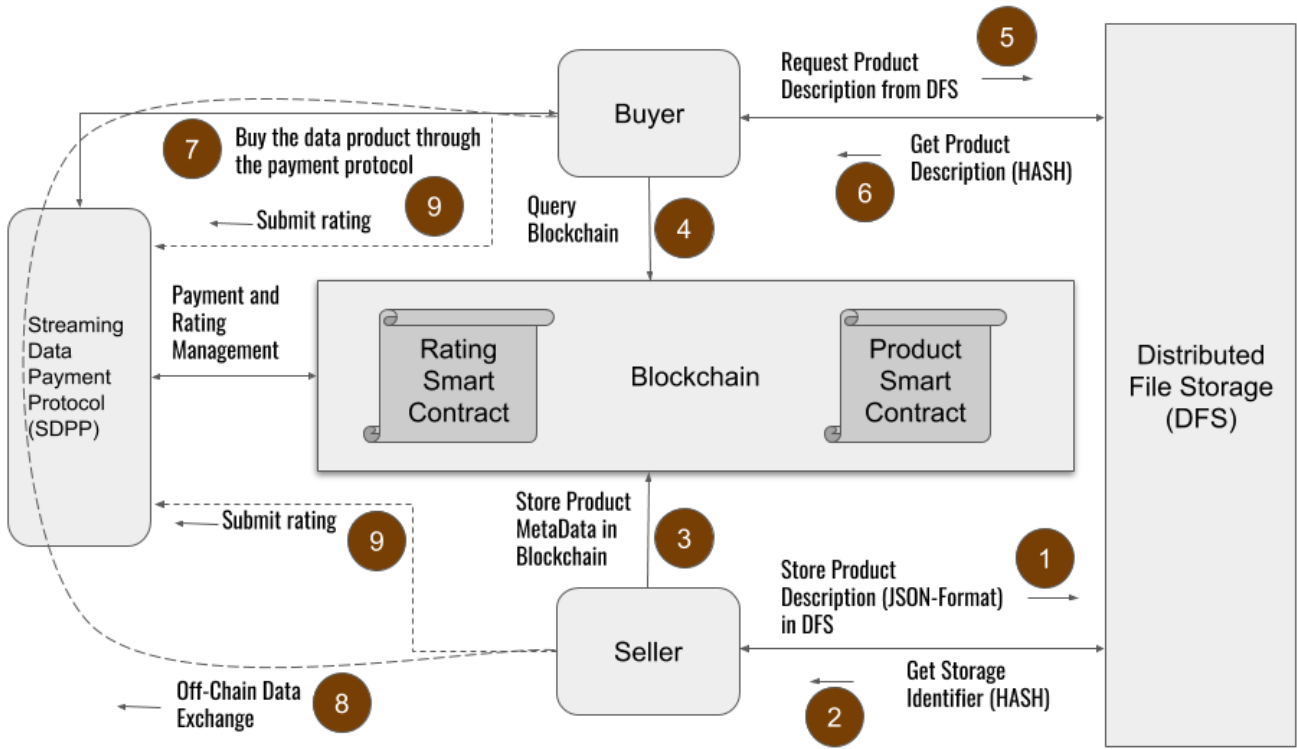 5
Request Product
Description from DFS
Buyer
7
Buy the data product through
the payment protocol
Get Product
Description (HASH)
6
9
Submit rating
Query
Blockchain
4
Payment and
Rating
Management
Streaming
Data
Payment
Protocol
(SDPP)
Rating
Smart
Contract
Blockchain
Product
Smart
Contract
Distributed
File Storage
(DFS)
Store Product
MetaData in
Blockchain
3
Submit rating
9
1
Store Product
Description (JSON-Format)
in DFS
Seller
Get Storage
Identifier (HASH)
2
Off-Chain Data
Exchange
8